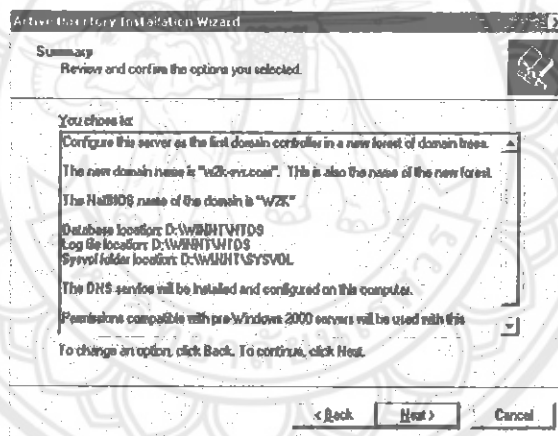 Active Directory Installation Wizard
Summary
Review and confirm the options you selected.
You chose to:
Configure this server as the first domain controller in a new forest of domain trees.
The new domain name is "w2k-svr.com". This is also the name of the new forest.
The NetBIOS name of the domain is "W2K"
Database location: D:\WINNT\NTDS
Log file location: D:\WINNT\NTDS
Sysvol folder location: D:\WINNT\SYSVOL
The DNS service will be installed and configured on this computer.
Permissions compatible with pre-Windows 2000 servers will be used with this
To change an option, click Back. To continue, click Next.
< Back
Next >
Cancel